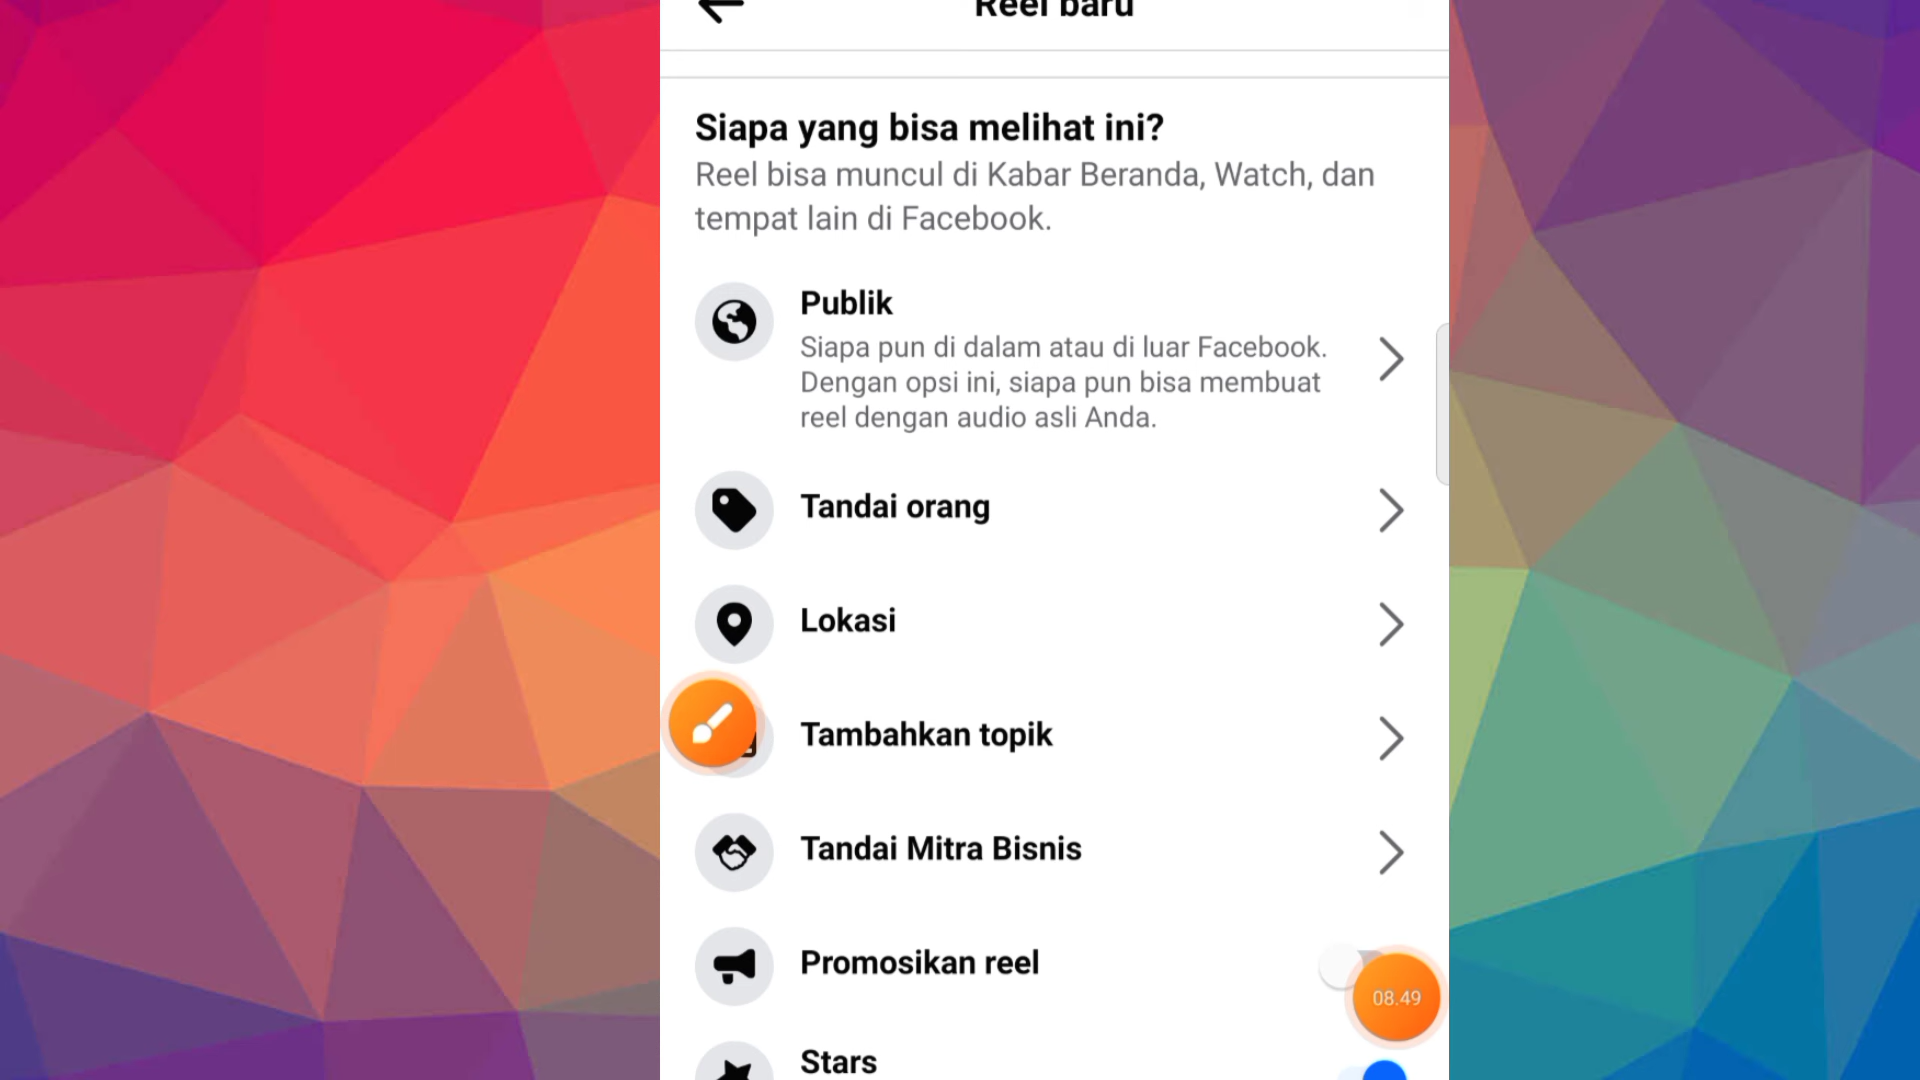 Reel baru
Siapa yang bisa melihat ini?
Reel bisa muncul di Kabar Beranda, Watch, dan
tempat lain di Facebook.
Publik
Siapa pun di dalam atau di luar Facebook.
Dengan opsi ini, siapa pun bisa membuat
reel dengan audio asli Anda.
Tandai orang
Lokasi
Tambahkan topik
Tandai Mitra Bisnis
Promosikan reel
08.49
Stars